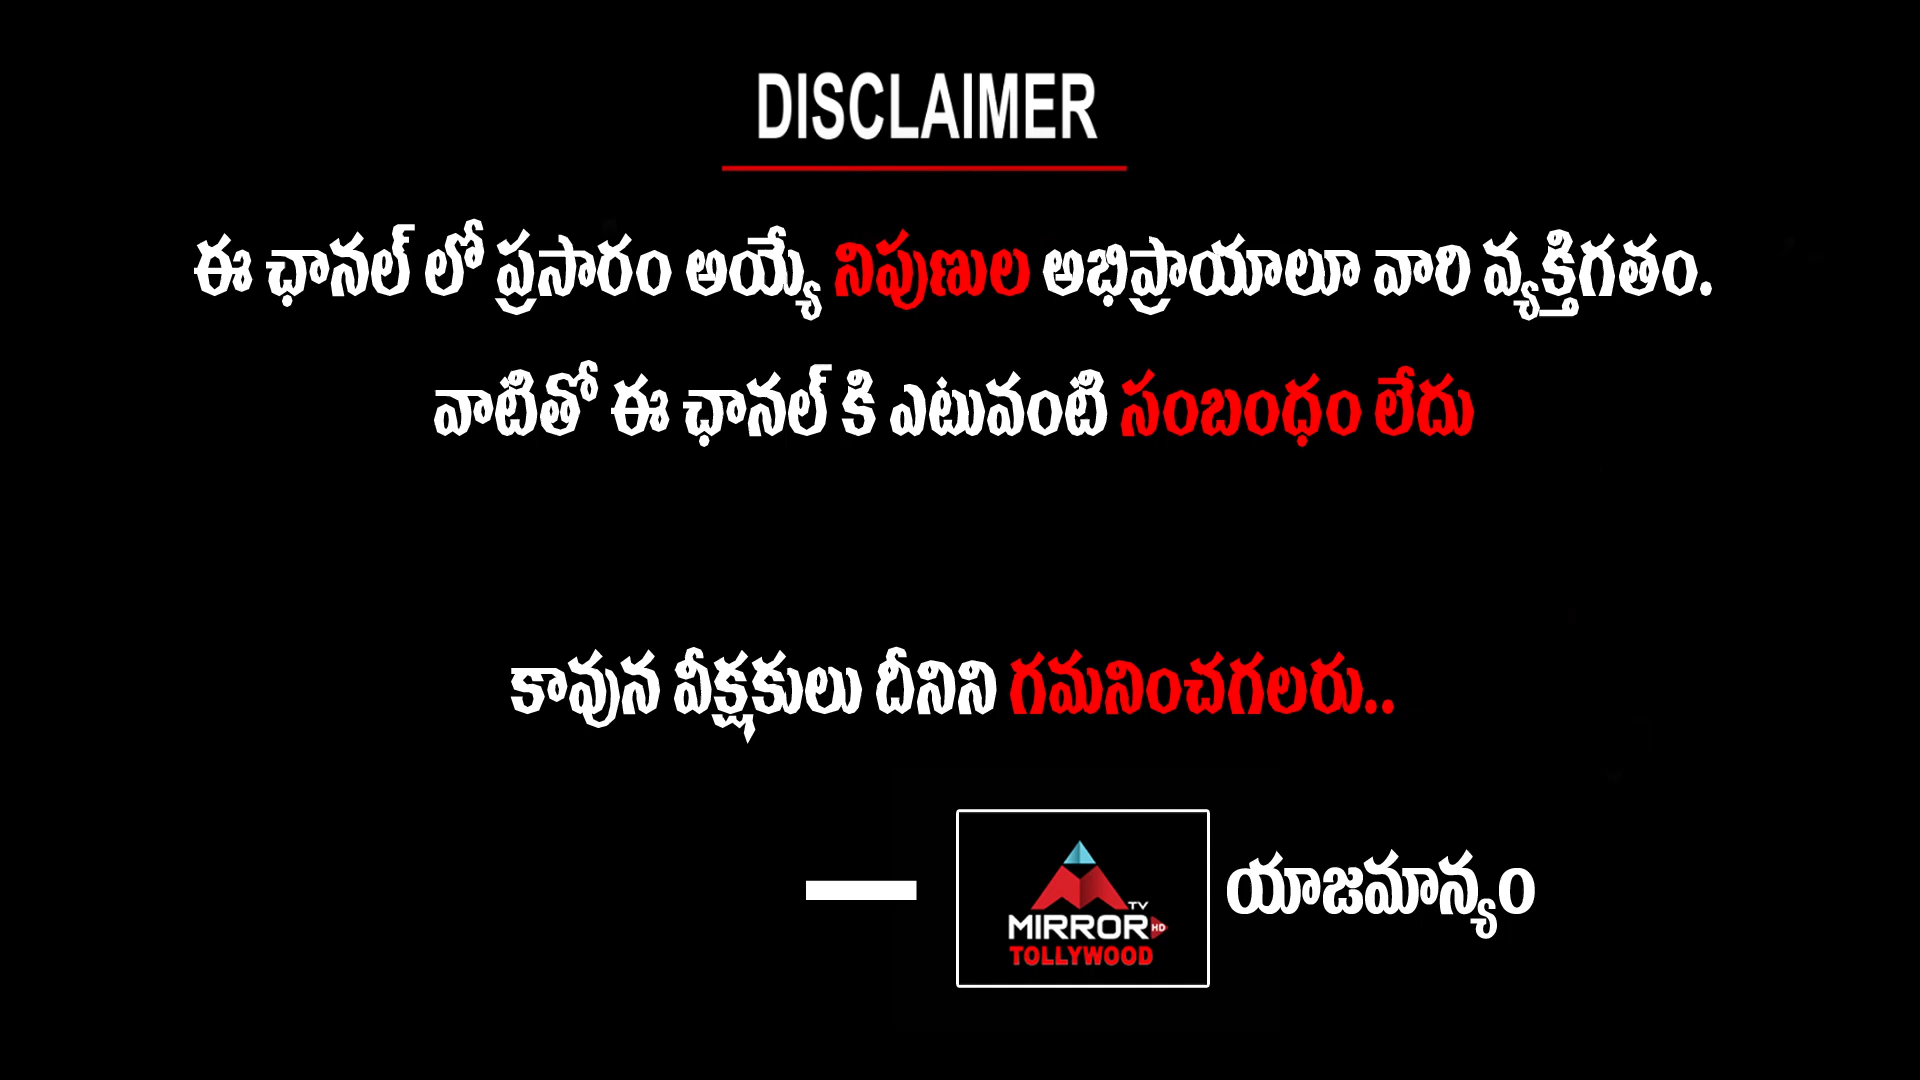 DISCLAIMER
ఈ ఛానల్ లో ప్రసారం అయ్యే నిపుణుల అభిప్రాయాలూ వారి వ్యక్తిగతం.
వాటితో ఈ ఛానల్ కి ఎటువంటి సంబంధం లేదు
కావున వీక్షకులు దీనిని గమనించగలరు..
— యాజమాన్యం
TV
MIRROR HD
TOLLYWOOD